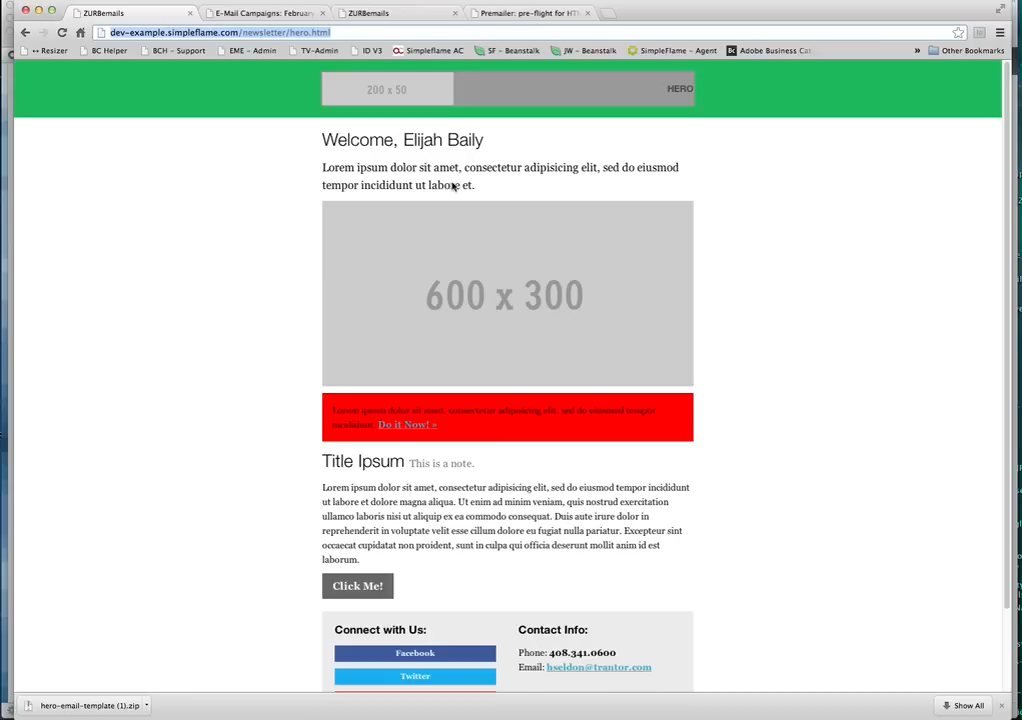 ZURBemails
E-Mail Campaigns: Februar
ZURBemails
Premailer: pre-flight for HT
dev-example.simpleflame.com/newsletter/hero.html
↔ Resizer
BC Helper
BCH – Support
EME – Admin
TV–Admin
ID V3
Simpleflame AC
SF – Beanstalk
JW – Beanstalk
SimpleFlame – Agent
Bc Adobe Business Cat
»
Other Bookmarks
200 x 50
HERO
Welcome, Elijah Baily
Lorem ipsum dolor sit amet, consectetur adipisicing elit, sed do eiusmod
tempor incididunt ut labore et.
600 x 300
Lorem ipsum dolor sit amet, consectetur adipisicing elit, sed do eiusmod tempor
incididunt. Do it Now! »
Title Ipsum This is a note.
Lorem ipsum dolor sit amet, consectetur adipisicing elit, sed do eiusmod tempor incididunt
ut labore et dolore magna aliqua. Ut enim ad minim veniam, quis nostrud exercitation
ullamco laboris nisi ut aliquip ex ea commodo consequat. Duis aute irure dolor in
reprehenderit in voluptate velit esse cillum dolore eu fugiat nulla pariatur. Excepteur sint
occaecat cupidatat non proident, sunt in culpa qui officia deserunt mollit anim id est
laborum.
Click Me!
Connect with Us:
Facebook
Twitter
Contact Info:
Phone: 408.341.0600
Email: hseldon@trantor.com
hero-email-template (1).zip
Show All